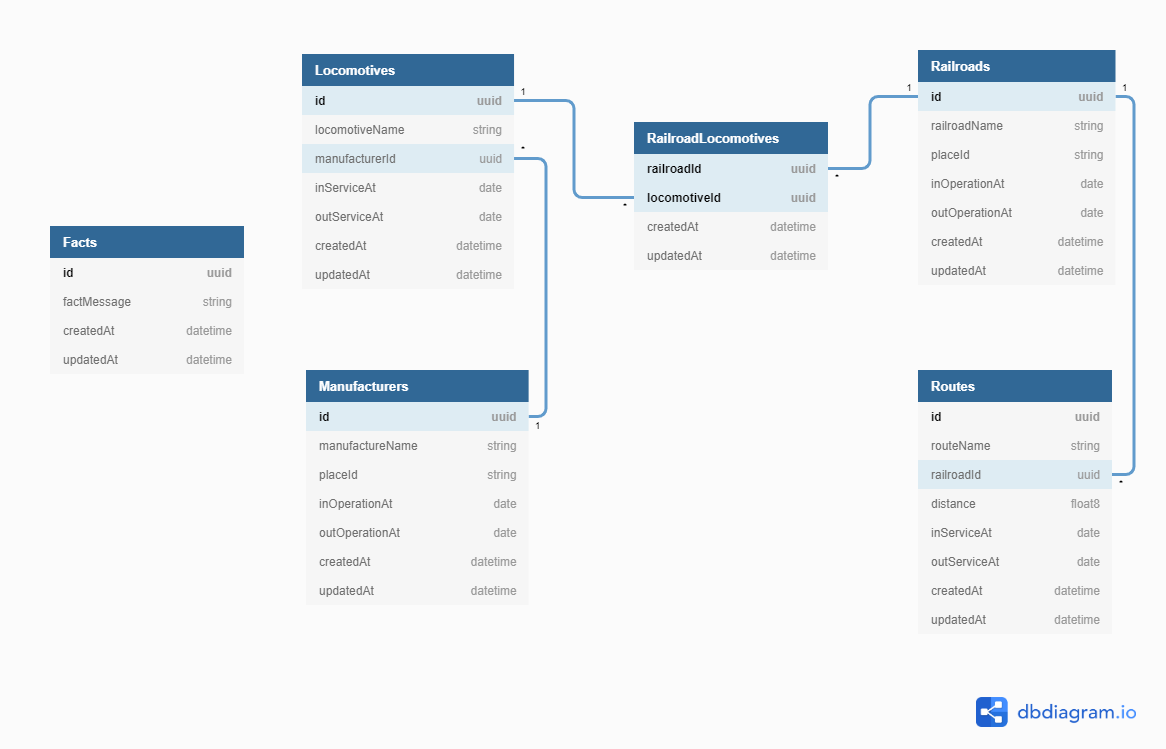 Locomotives
id uuid
locomotiveName string
manufacturerId uuid
inServiceAt date
outServiceAt date
createdAt datetime
updatedAt datetime
1
*
Railroads
id uuid
railroadName string
placeId string
inOperationAt date
outOperationAt date
createdAt datetime
updatedAt datetime
1
1
RailroadLocomotives
railroadId uuid
locomotiveId uuid
createdAt datetime
updatedAt datetime
*
*
Facts
id uuid
factMessage string
createdAt datetime
updatedAt datetime
Manufacturers
id uuid
manufactureName string
placeId string
inOperationAt date
outOperationAt date
createdAt datetime
updatedAt datetime
1
Routes
id uuid
routeName string
railroadId uuid
distance float8
inServiceAt date
outServiceAt date
createdAt datetime
updatedAt datetime
*
dbdiagram.io